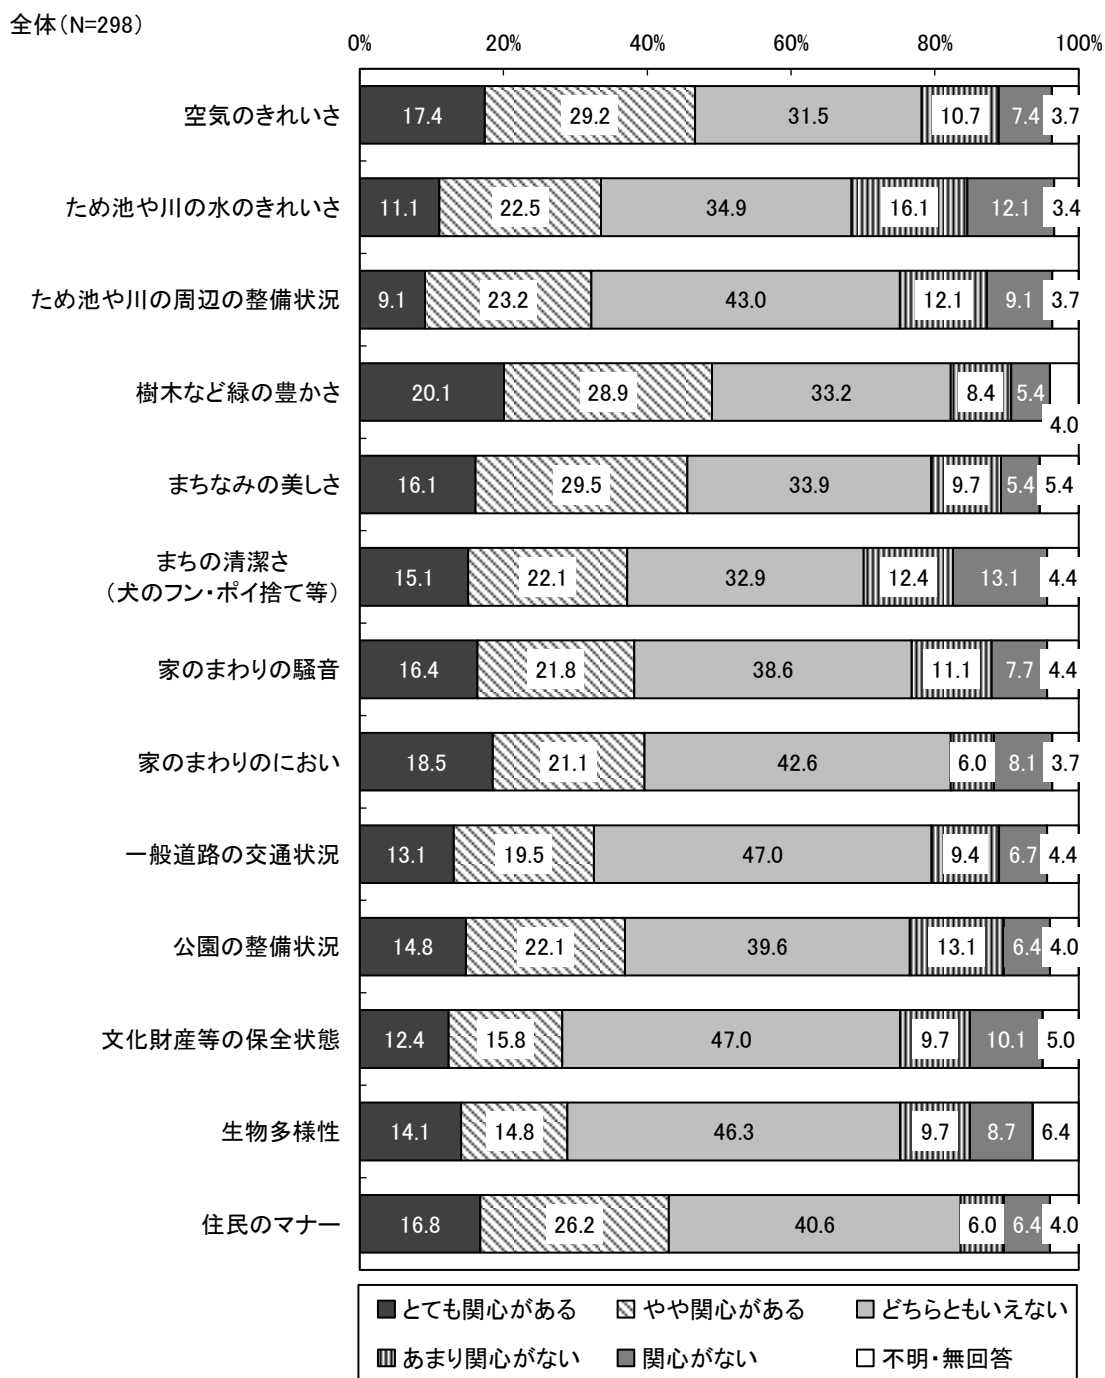 全体(N=298)
0% 20% 40% 60% 80% 100%
空気のきれいさ 17.4 29.2 31.5 10.7 7.4 3.7
ため池や川の水のきれいさ 11.1 22.5 34.9 16.1 12.1 3.4
ため池や川の周辺の整備状況 9.1 23.2 43.0 12.1 9.1 3.7
樹木など緑の豊かさ 20.1 28.9 33.2 8.4 5.4 4.0
まちなみの美しさ 16.1 29.5 33.9 9.7 5.4 5.4
まちの清潔さ
(犬のフン・ポイ捨て等) 15.1 22.1 32.9 12.4 13.1 4.4
家のまわりの騒音 16.4 21.8 38.6 11.1 7.7 4.4
家のまわりのにおい 18.5 21.1 42.6 6.0 8.1 3.7
一般道路の交通状況 13.1 19.5 47.0 9.4 6.7 4.4
公園の整備状況 14.8 22.1 39.6 13.1 6.4 4.0
文化財産等の保全状態 12.4 15.8 47.0 9.7 10.1 5.0
生物多様性 14.1 14.8 46.3 9.7 8.7 6.4
住民のマナー 16.8 26.2 40.6 6.0 6.4 4.0
とても関心がある やや関心がある どちらともいえない
あまり関心がない 関心がない 不明・無回答